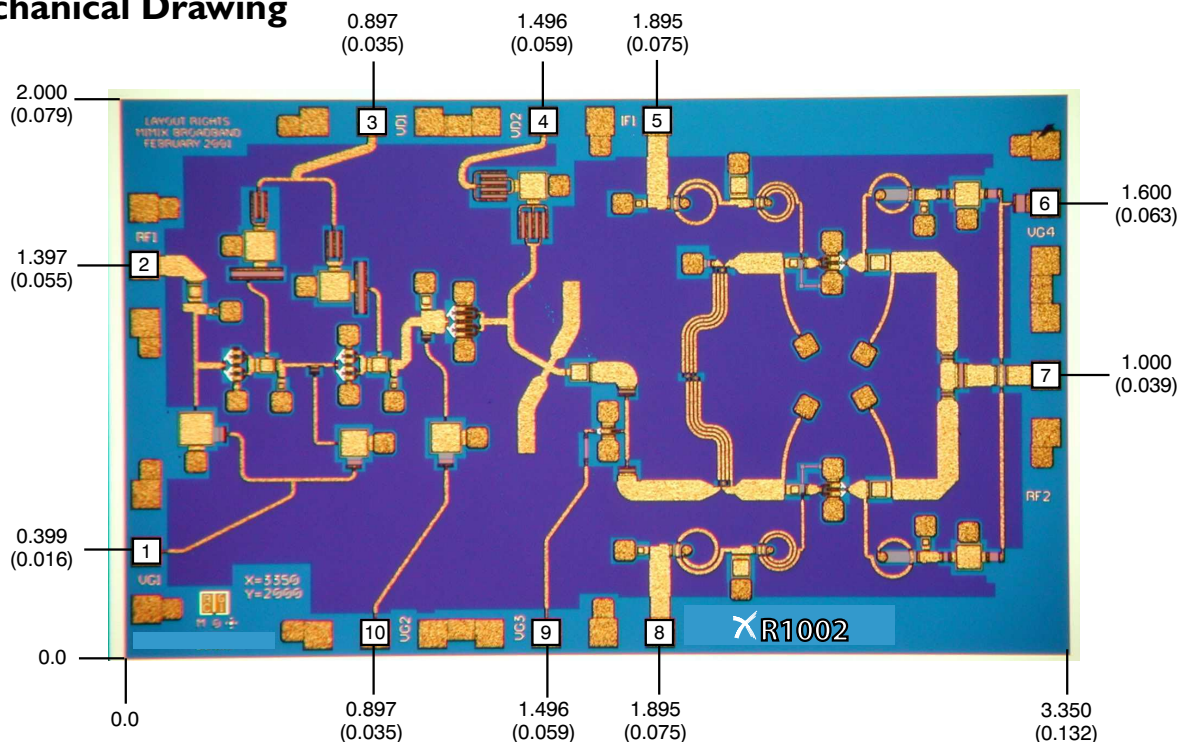 chanical Drawing
0.897
(0.035)
1.496
(0.059)
1.895
(0.075)
2.000
(0.079)
LAYOUT RIGHTS
MIMIX BROADBAND
FEBRUARY 2001
3
VD1
VD2
4
IF1
5
1.600
(0.063)
6
VG4
RF1
1.397
(0.055)
2
7
1.000
(0.039)
RF2
0.399
(0.016)
1
VG1
X=3350
Y=2000
10
VG2
VG3
9
8
R1002
0.0
0.0
0.897
(0.035)
1.496
(0.059)
1.895
(0.075)
3.350
(0.132)